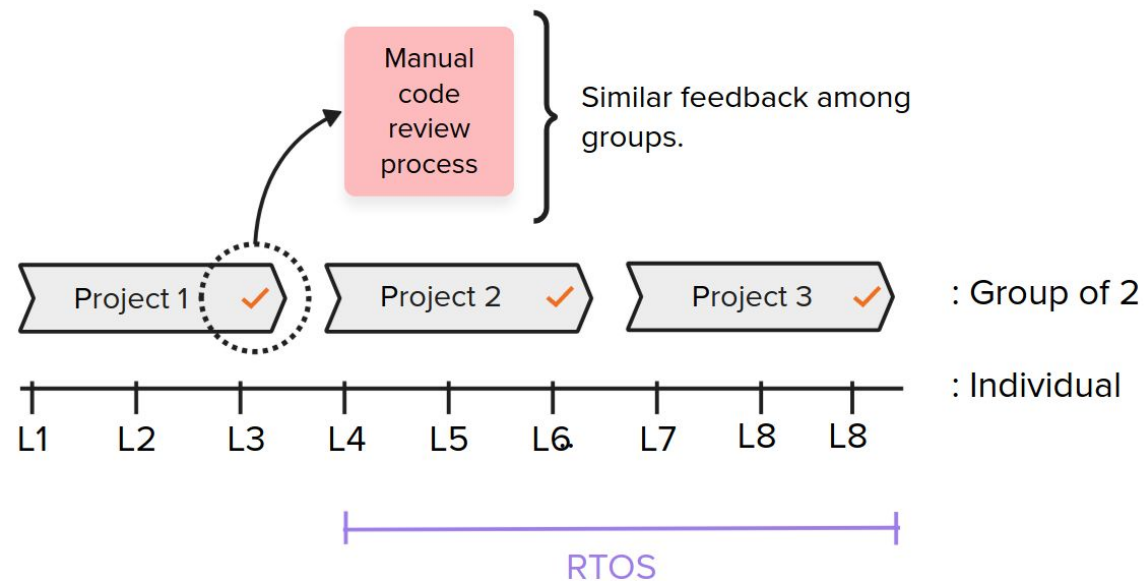 Manual
code
review
process
Similar feedback among
groups.
Project 1
Project 2
Project 3
: Group of 2
: Individual
L1 L2 L3 L4 L5 L6.. L7 L8 L8
RTOS